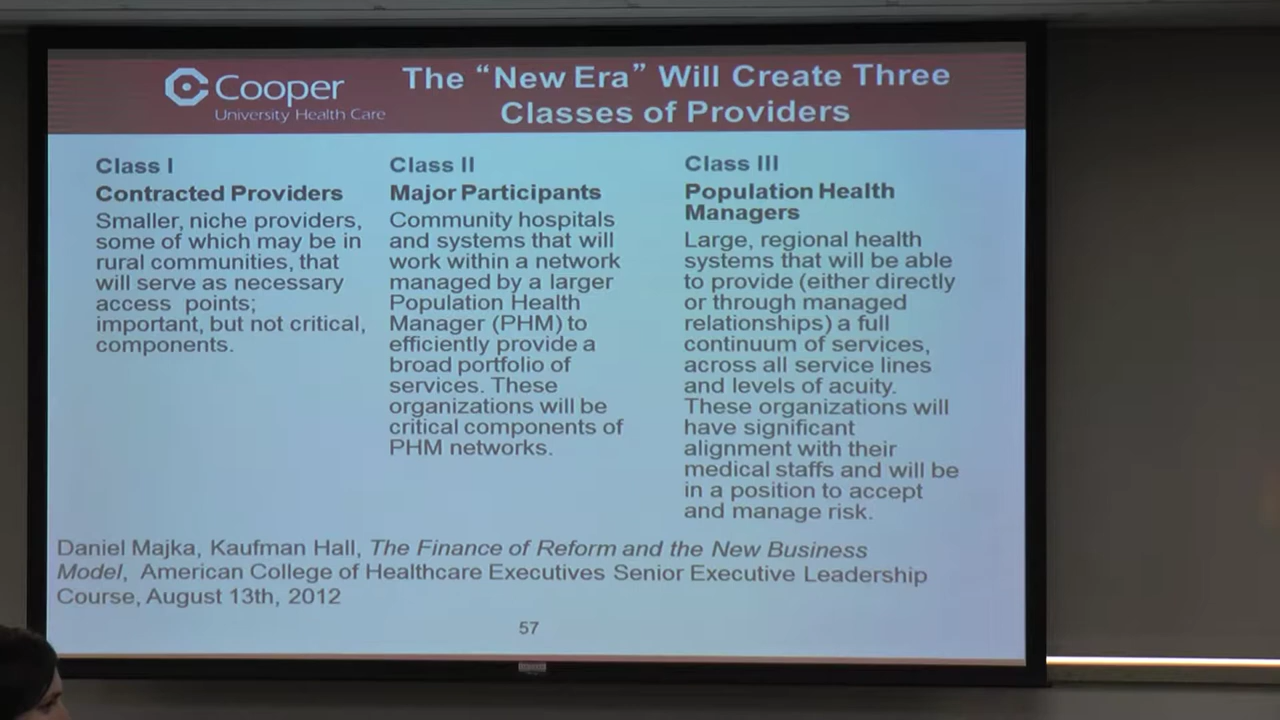 Cooper
University Health Care
The “New Era” Will Create Three
Classes of Providers
Class I
Contracted Providers
Smaller, niche providers,
some of which may be in
rural communities, that
will serve as necessary
access points;
important, but not critical,
components.
Class II
Major Participants
Community hospitals
and systems that will
work within a network
managed by a larger
Population Health
Manager (PHM) to
efficiently provide a
broad portfolio of
services. These
organizations will be
critical components of
PHM networks.
Class III
Population Health
Managers
Large, regional health
systems that will be able
to provide (either directly
or through managed
relationships) a full
continuum of services,
across all service lines
and levels of acuity.
These organizations will
have significant
alignment with their
medical staffs and will be
in a position to accept
and manage risk.
Daniel Majka, Kaufman Hall, The Finance of Reform and the New Business
Model, American College of Healthcare Executives Senior Executive Leadership
Course, August 13th, 2012
57